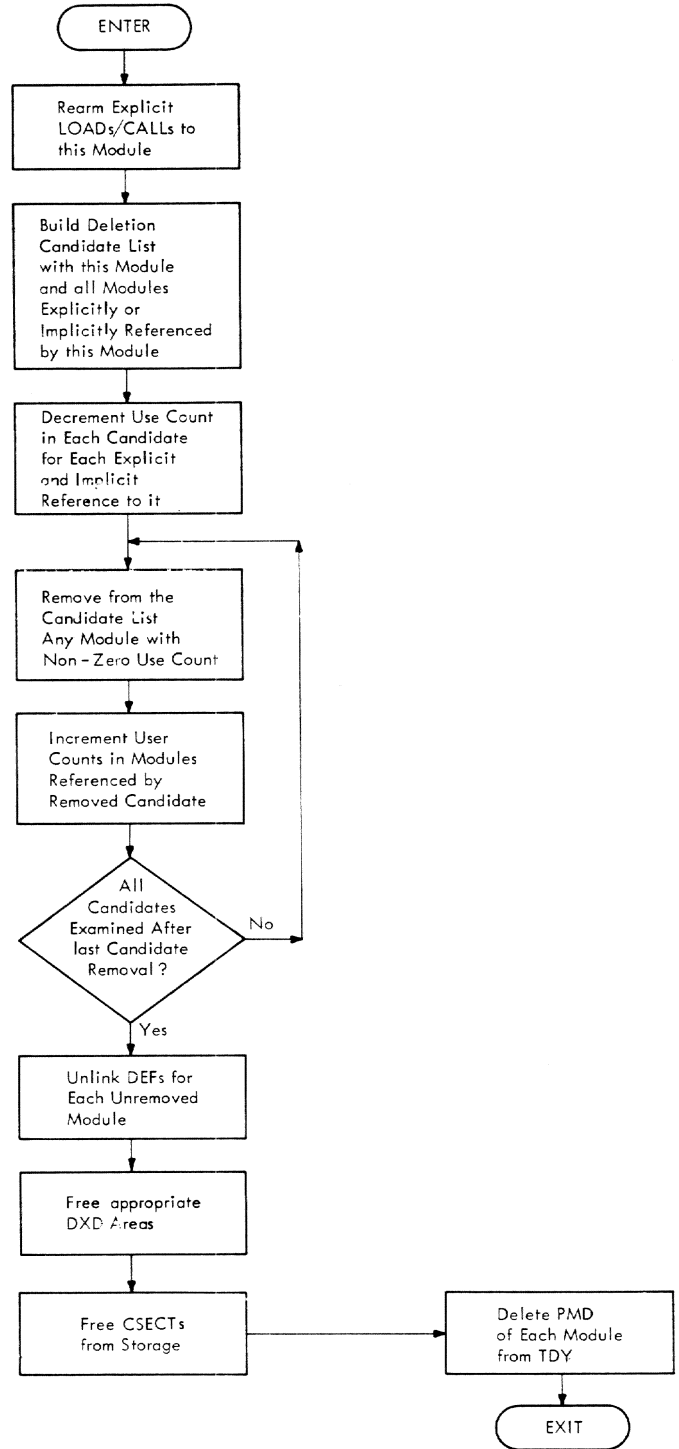 ENTER
Rearm Explicit
LOADs/CALLs to
this Module
Build Deletion
Candidate List
with this Module
and all Modules
Explicitly or
Implicitly Referenced
by this Module
Decrement Use Count
in Each Candidate
for Each Explicit
and Implicit
Reference to it
Remove from the
Candidate List
Any Module with
Non-Zero Use Count
Increment User
Counts in Modules
Referenced by
Removed Candidate
All
Candidates
Examined After
last Candidate
Removal?
No
Yes
Unlink DEFs for
Each Unremoved
Module
Free appropriate
DXD Areas
Free CSECTs
from Storage
Delete PMD
of Each Module
from TDY
EXIT